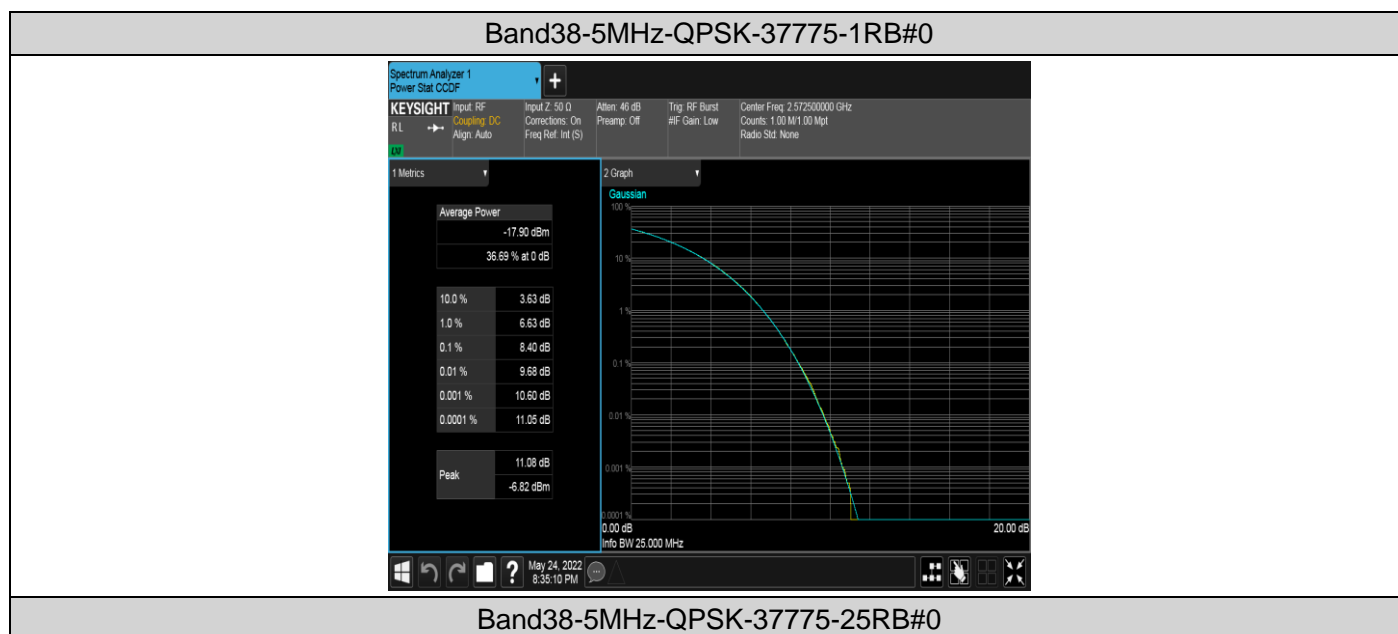 Band38-5MHz-QPSK-37775-1RB#0
Spectrum Analyzer 1
Power Stat CCDF
+
KEYSIGHT
RL
LXI
Input: RF
Coupling: DC
Align: Auto
Input Z: 50 Ω
Corrections: On
Freq Ref: Int (S)
Atten: 46 dB
Preamp: Off
Trig: RF Burst
#IF Gain: Low
Center Freq: 2.572500000 GHz
Counts: 1.00 M/1.00 Mpt
Radio Std: None
1 Metrics
Average Power
-17.90 dBm
36.69 % at 0 dB
10.0 % 3.63 dB
1.0 % 6.63 dB
0.1 % 8.40 dB
0.01 % 9.68 dB
0.001 % 10.60 dB
0.0001 % 11.05 dB
Peak 11.08 dB
-6.82 dBm
2 Graph
Gaussian
100 %
10 %
1 %
0.1 %
0.01 %
0.001 %
0.0001 %
0.00 dB 20.00 dB
Info BW 25.000 MHz
?
May 24, 2022
8:35:10 PM
Band38-5MHz-QPSK-37775-25RB#0